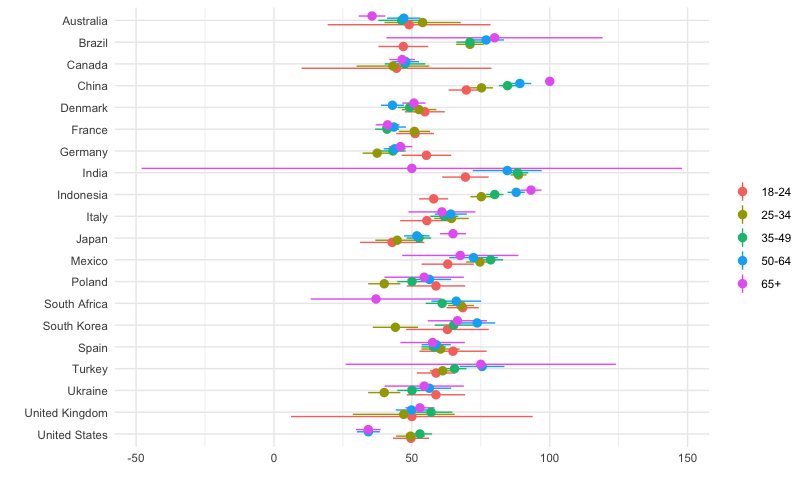 Australia
Brazil
Canada
China
Denmark
France
Germany
India
Indonesia
Italy
Japan
Mexico
Poland
South Africa
South Korea
Spain
Turkey
Ukraine
United Kingdom
United States
-50 0 50 100 150
18-24
25-34
35-49
50-64
65+